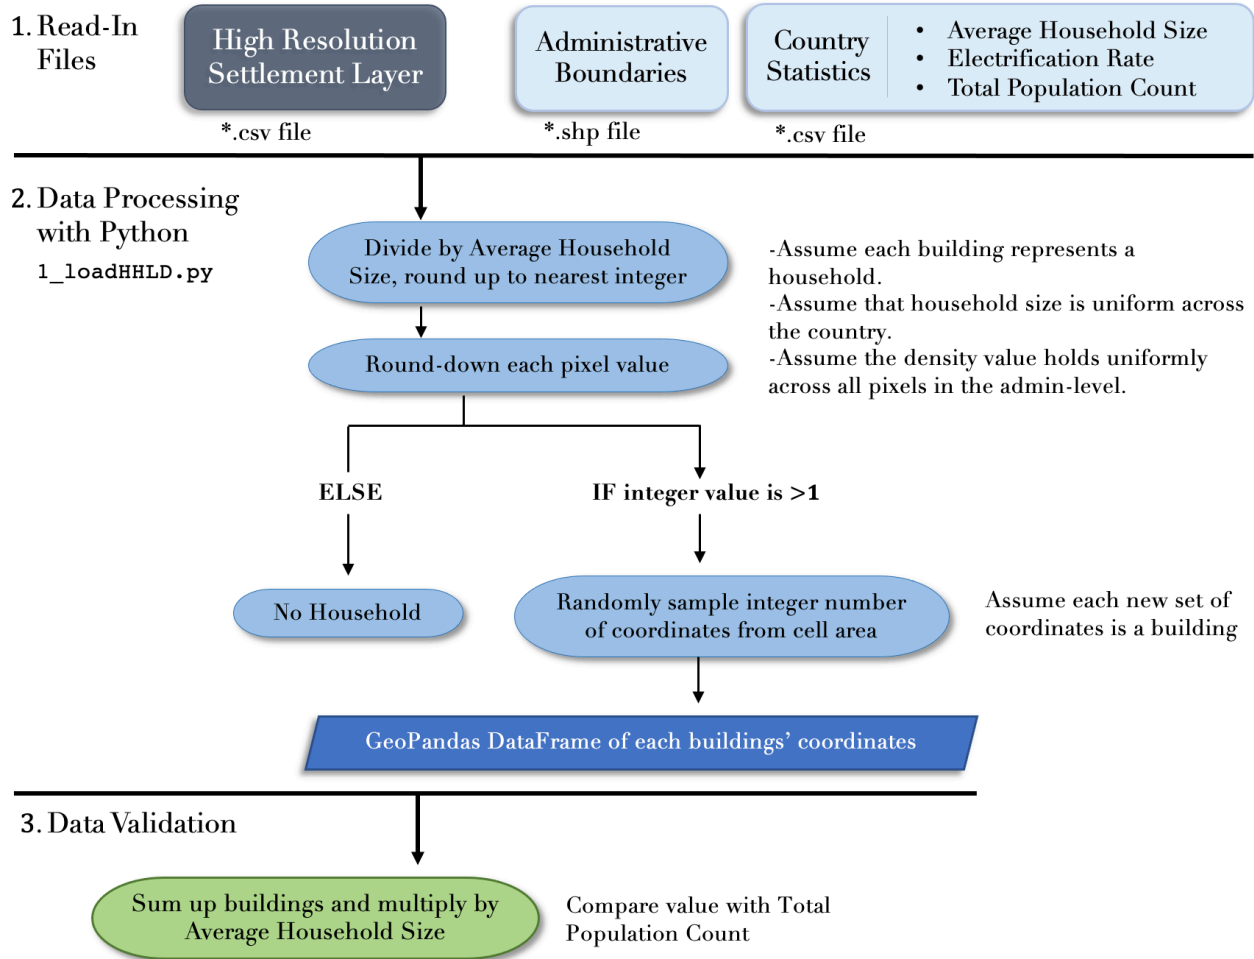 1. Read-In
Files
High Resolution
Settlement Layer
*.csv file
Administrative
Boundaries
*.shp file
Country
Statistics
• Average Household Size
• Electrification Rate
• Total Population Count
*.csv file
2. Data Processing
with Python
1_loadHHLD.py
Divide by Average Household
Size, round up to nearest integer
Round-down each pixel value
-Assume each building represents a
household.
-Assume that household size is uniform across
the country.
-Assume the density value holds uniformly
across all pixels in the admin-level.
ELSE
IF integer value is >1
No Household
Randomly sample integer number
of coordinates from cell area
Assume each new set of
coordinates is a building
GeoPandas DataFrame of each buildings’ coordinates
3. Data Validation
Sum up buildings and multiply by
Average Household Size
Compare value with Total
Population Count